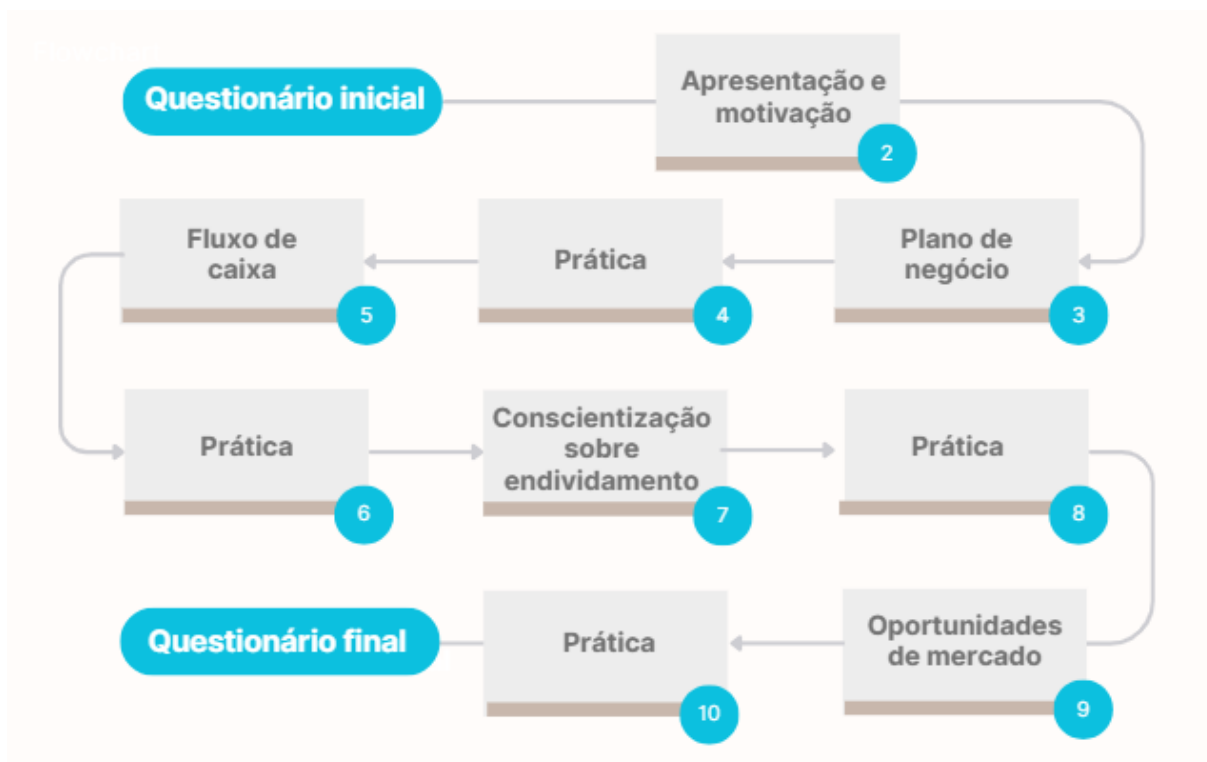 Questionário inicial
Apresentação e
motivação
2
Plano de
negócio
3
Prática
4
Fluxo de
caixa
5
Prática
6
Conscientização
sobre
endividamento
7
Prática
8
Oportunidades
de mercado
9
Prática
10
Questionário final